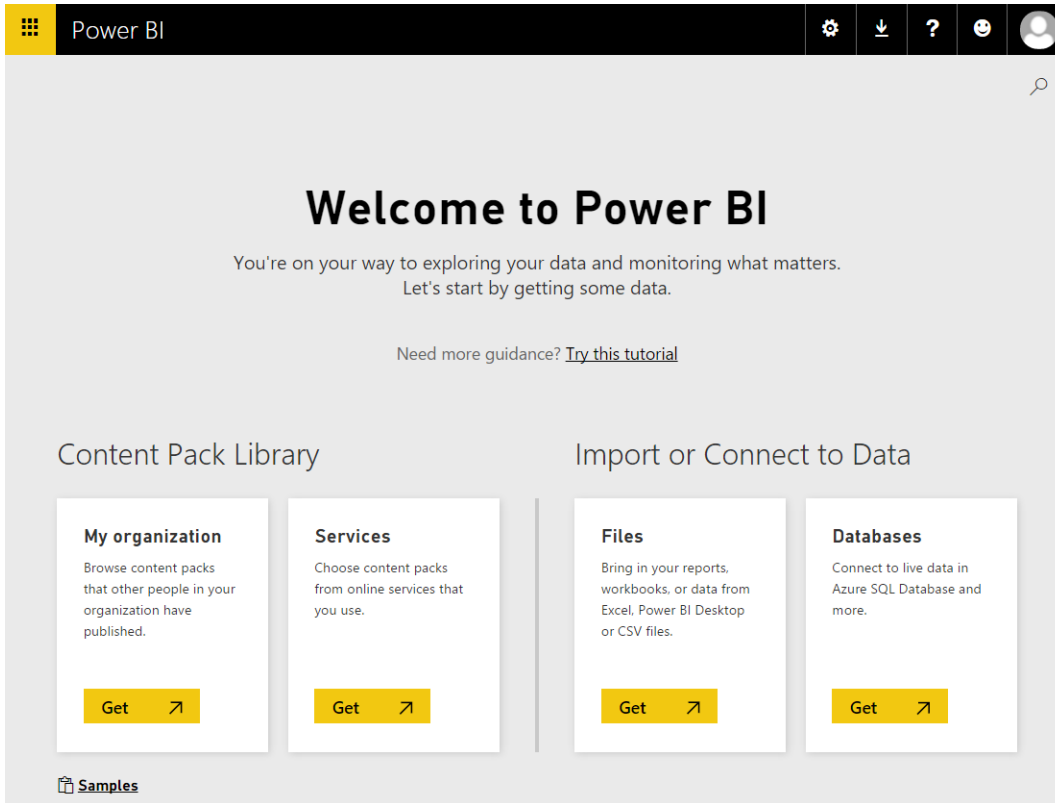 Power BI
?
Welcome to Power BI
You're on your way to exploring your data and monitoring what matters.
Let's start by getting some data.
Need more guidance? Try this tutorial
Content Pack Library
My organization
Browse content packs
that other people in your
organization have
published.
Get
Services
Choose content packs
from online services that
you use.
Get
Import or Connect to Data
Files
Bring in your reports,
workbooks, or data from
Excel, Power BI Desktop
or CSV files.
Get
Databases
Connect to live data in
Azure SQL Database and
more.
Get
Samples